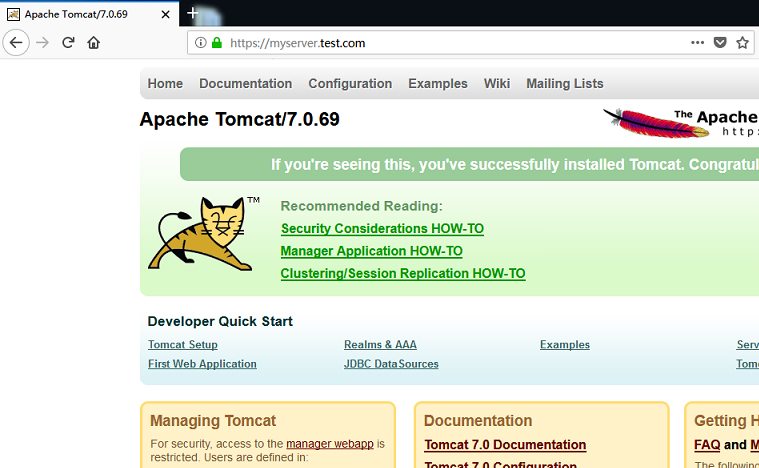 Apache Tomcat/7.0.69
https://myserver.test.com
Home Documentation Configuration Examples Wiki Mailing Lists
Apache Tomcat/7.0.69
The Apache
http:
If you're seeing this, you've successfully installed Tomcat. Congratul
TM
Recommended Reading:
Security Considerations HOW-TO
Manager Application HOW-TO
Clustering/Session Replication HOW-TO
Developer Quick Start
Tomcat Setup Realms & AAA Examples Serv
First Web Application JDBC DataSources Tomc
Managing Tomcat
For security, access to the manager webapp is
restricted. Users are defined in:
Documentation
Tomcat 7.0 Documentation
Tomcat 7.0 Configuration
Getting H
FAQ and M
The following